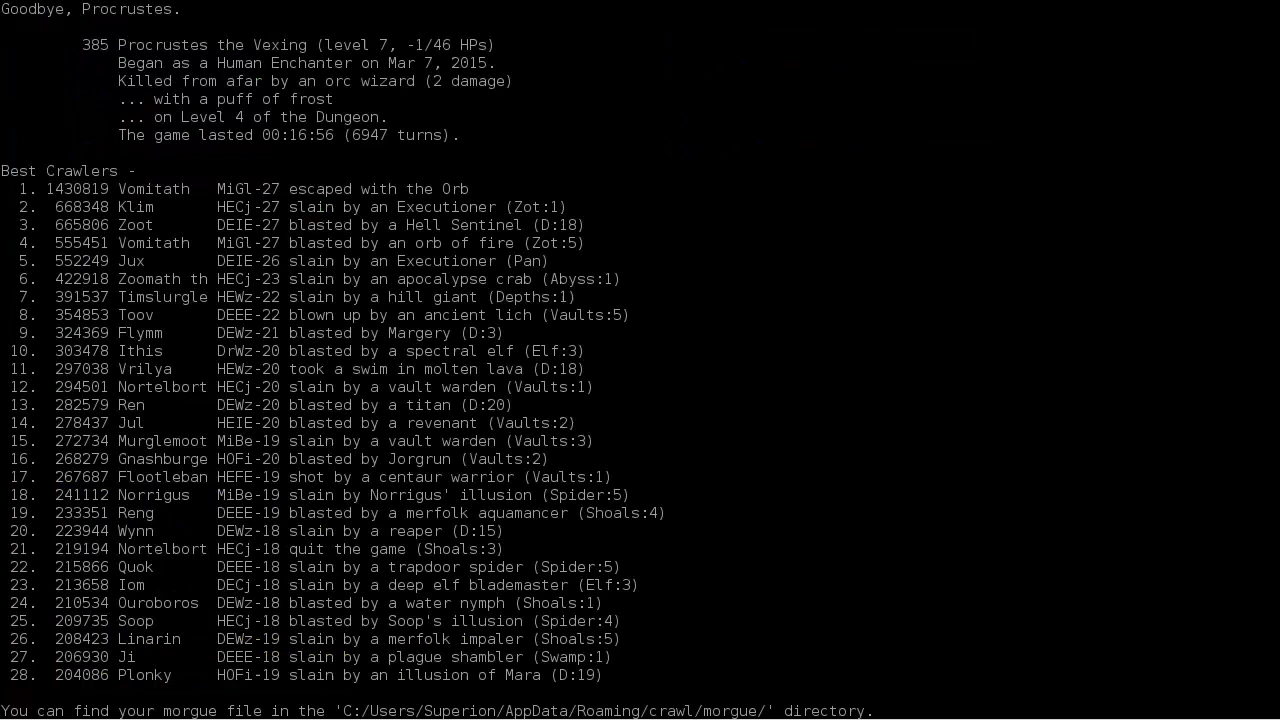 Goodbye, Procrustes.
385 Procrustes the Vexing (level 7, -1/46 HPs)
Began as a Human Enchanter on Mar 7, 2015.
Killed from afar by an orc wizard (2 damage)
... with a puff of frost
... on Level 4 of the Dungeon.
The game lasted 00:16:56 (6947 turns).
Best Crawlers -
1. 1430819 Vomitath MiGl-27 escaped with the Orb
2. 668348 Klim HECj-27 slain by an Executioner (Zot:1)
3. 665806 Zoot DEIE-27 blasted by a Hell Sentinel (D:18)
4. 555451 Vomitath MiGl-27 blasted by an orb of fire (Zot:5)
5. 552249 Jux DEIE-26 slain by an Executioner (Pan)
6. 422918 Zoomath th HECj-23 slain by an apocalypse crab (Abyss:1)
7. 391537 Timslurgle HEWz-22 slain by a hill giant (Depths:1)
8. 354853 Toov DEEE-22 blown up by an ancient lich (Vaults:5)
9. 324369 Flymm DEWz-21 blasted by Margery (D:3)
10. 303478 Ithis DrWz-20 blasted by a spectral elf (Elf:3)
11. 297038 Vrilya HEWz-20 took a swim in molten lava (D:18)
12. 294501 Nortelbort HECj-20 slain by a vault warden (Vaults:1)
13. 282579 Ren DEWz-20 blasted by a titan (D:20)
14. 278437 Jul HEIE-20 blasted by a revenant (Vaults:2)
15. 272734 Murglemoot MiBe-19 slain by a vault warden (Vaults:3)
16. 268279 Gnashburge HOFi-20 blasted by Jorgrun (Vaults:2)
17. 267687 Flootleban HEFE-19 shot by a centaur warrior (Vaults:1)
18. 241112 Norrigus MiBe-19 slain by Norrigus' illusion (Spider:5)
19. 233351 Reng DEEE-19 blasted by a merfolk aquamancer (Shoals:4)
20. 223944 Wynn DEWz-18 slain by a reaper (D:15)
21. 219194 Nortelbort HECj-18 quit the game (Shoals:3)
22. 215866 Quok DEEE-18 slain by a trapdoor spider (Spider:5)
23. 213658 Iom DECj-18 slain by a deep elf blademaster (Elf:3)
24. 210534 Ouroboros DEWz-18 blasted by a water nymph (Shoals:1)
25. 209735 Soop HECj-18 blasted by Soop's illusion (Spider:4)
26. 208423 Linarin DEWz-19 slain by a merfolk impaler (Shoals:5)
27. 206930 Ji DEEE-18 slain by a plague shambler (Swamp:1)
28. 204086 Plonky HOFi-19 slain by an illusion of Mara (D:19)
You can find your morgue file in the 'C:/Users/Superion/AppData/Roaming/crawl/morgue/' directory.